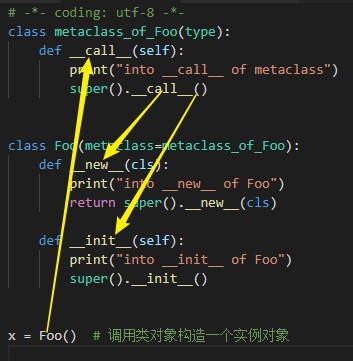 # -*- coding: utf-8 -*-
class metaclass_of_Foo(type):
    def __call__(self):
        print("into __call__ of metaclass")
        super().__call__()
class Foo(metaclass=metaclass_of_Foo):
    def __new__(cls):
        print("into __new__ of Foo")
        return super().__new__(cls)
    def __init__(self):
        print("into __init__ of Foo")
        super().__init__()
x = Foo()  # 调用类对象构造一个实例对象